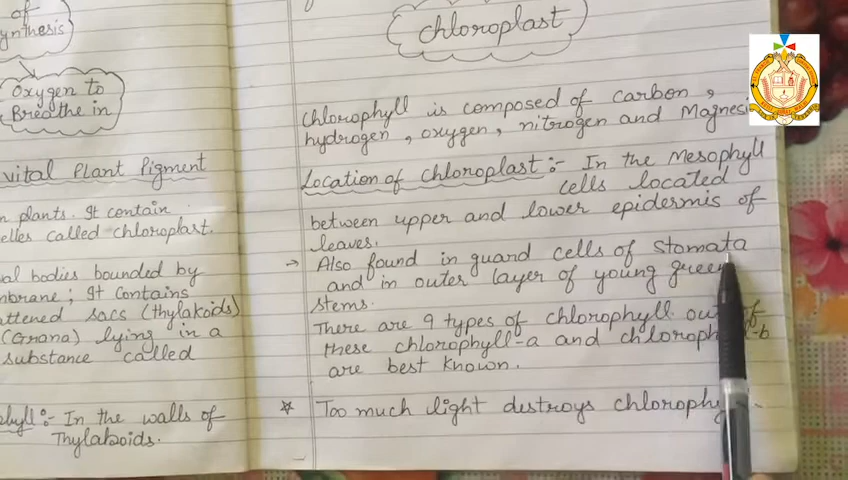 of
ynthesis
Oxygen to
Breathe in
vital Plant Pigment
n plants. It contain
elles called chloroplast.
al bodies bounded by
nbrane; It contains
attened sacs (thylakoids)
(Grana) lying in a
substance called
phyll:- In the walls of
Thylakoids.
chloroplast
Chlorophyll is composed of carbon,
hydrogen, oxygen, nitrogen and Magnesi
Location of chloroplast:- In the Mesophyll
cells located
between upper and lower epidermis of
leaves.
→ Also found in guard cells of Stomata
and in outer layer of young green
stems.
There are 9 types of chlorophyll out of
these chlorophyll-a and chloroph l-b
are best known.
☆ Too much light destroys chlorophy